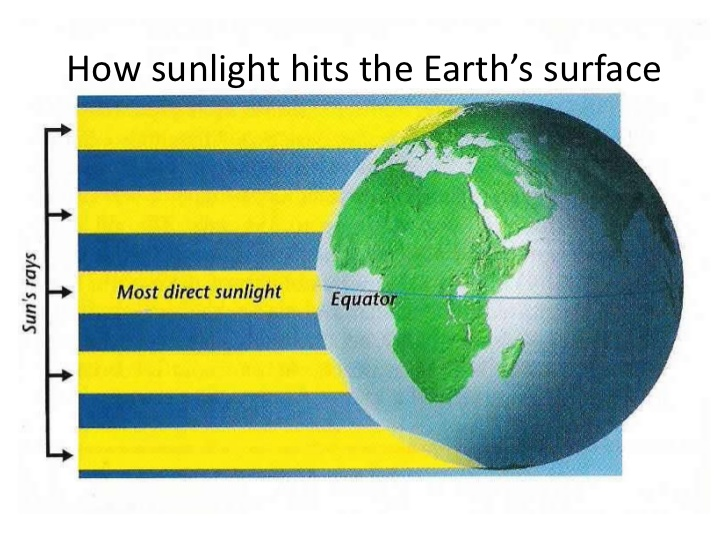 How sunlight hits the Earth’s surface
Sun's rays
Most direct sunlight
Equator